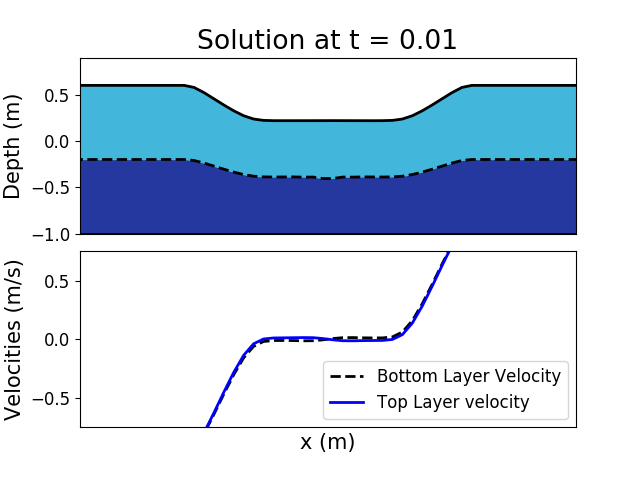 Solution at t = 0.01
Depth (m)
0.5
0.0
−0.5
−1.0
Velocities (m/s)
0.5
0.0
−0.5
Bottom Layer Velocity
Top Layer velocity
x (m)